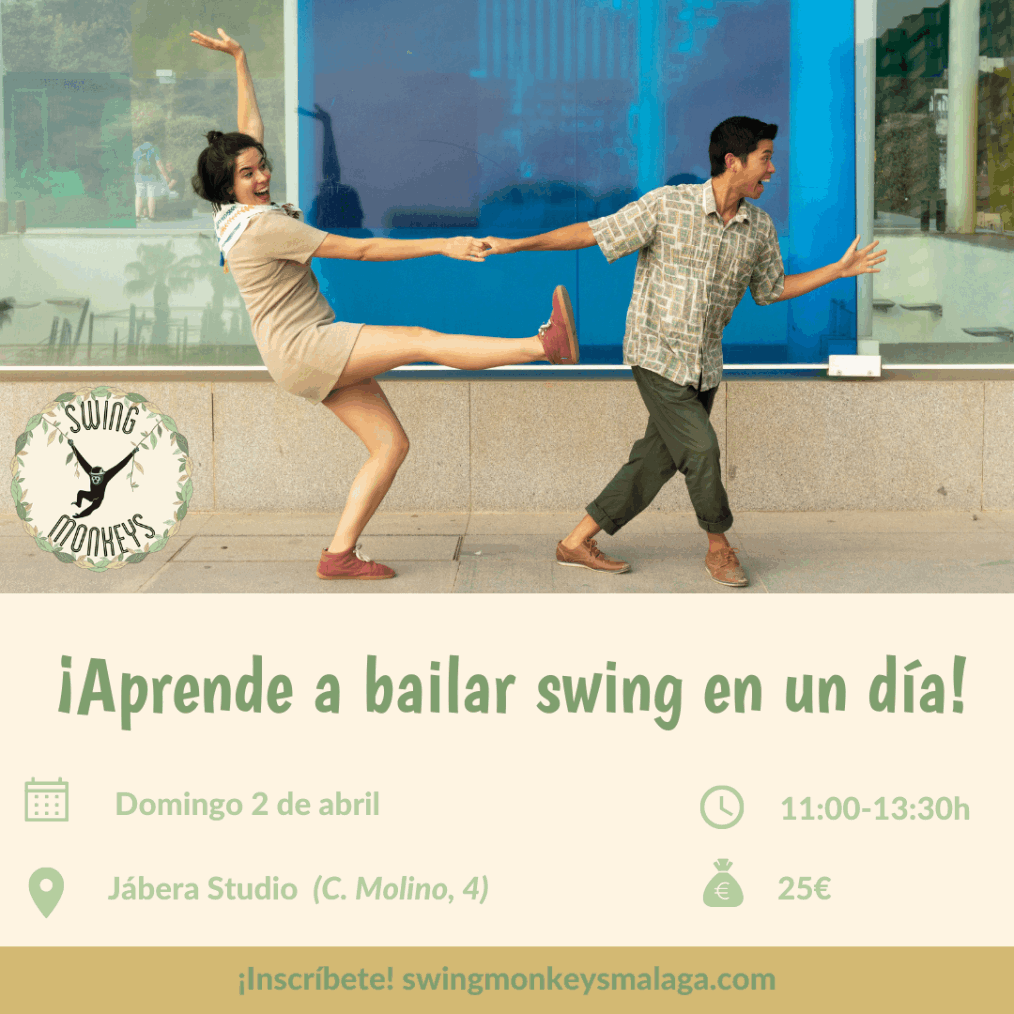 SWING
MONKEYS
¡Aprende a bailar swing en un día!
Domingo 2 de abril
11:00-13:30h
Jábera Studio (C. Molino, 4)
25€
¡Inscríbete! swingmonkeysmalaga.com